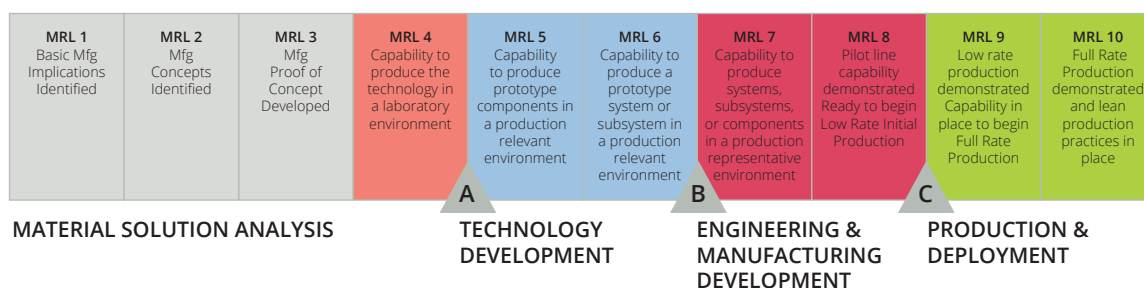 MRL 1
Basic Mfg
Implications
Identified
MRL 2
Mfg
Concepts
Identified
MRL 3
Mfg
Proof of
Concept
Developed
MRL 4
Capability to
produce the
technology in
a laboratory
environment
MRL 5
Capability
to produce
prototype
components in
a production
relevant
environment
MRL 6
Capability to
produce a
prototype
system or
subsystem in
a production
relevant
environment
MRL 7
Capability to
produce
systems,
subsystems,
or components
in a production
representative
environment
MRL 8
Pilot line
capability
demonstrated
Ready to begin
Low Rate Initial
Production
MRL 9
Low rate
production
demonstrated
Capability in
place to begin
Full Rate
Production
MRL 10
Full Rate
Production
demonstrated
and lean
production
practices in
place
A
B
C
MATERIAL SOLUTION ANALYSIS
TECHNOLOGY
DEVELOPMENT
ENGINEERING &
MANUFACTURING
DEVELOPMENT
PRODUCTION &
DEPLOYMENT